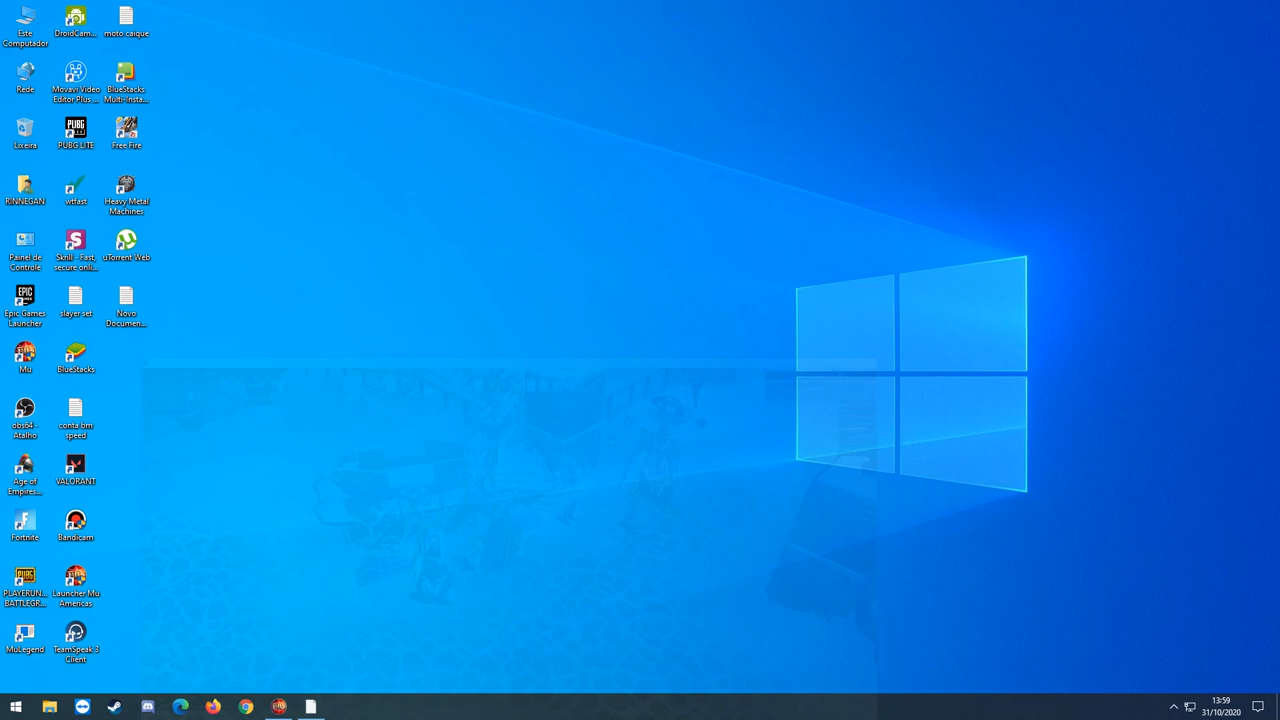 Este
Computador
DroidCam...
moto caique
Rede
Movavi Video
Editor Plus ...
BlueStacks
Multi-Insta...
Lixeira
PUBG LITE
Free Fire
RINNEGAN
wtfast
Heavy Metal
Machines
Painel de
Controle
Skrill - Fast,
secure onli...
uTorrent Web
Epic Games
Launcher
slayer set
Novo
Documen...
Mu
BlueStacks
obs64 -
Atalho
conta bm
speed
Age of
Empires...
VALORANT
Fortnite
Bandicam
PLAYERUN...
BATTLEGR...
Launcher Mu
Americas
MuLegend
TeamSpeak 3
Client
13:59
31/10/2020